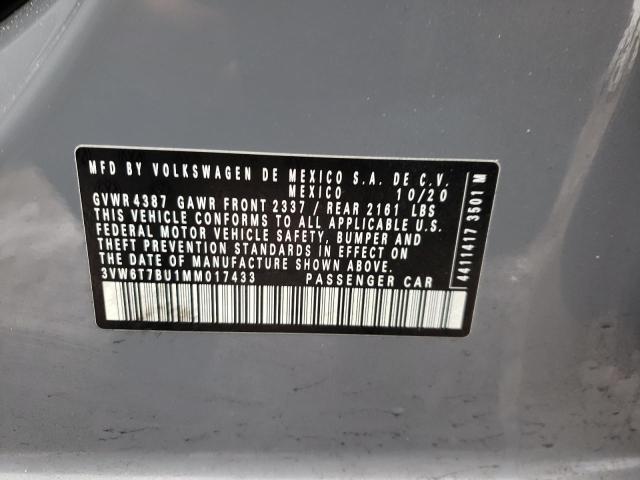 MFD BY VOLKSWAGEN DE MEXICO S.A. DE C.V.
MEXICO 10/20
GVWR 4387 GAWR FRONT 2337 / REAR 2161 LBS
THIS VEHICLE CONFORMS TO ALL APPLICABLE U.S.
FEDERAL MOTOR VEHICLE SAFETY, BUMPER AND
THEFT PREVENTION STANDARDS IN EFFECT ON
THE DATE OF MANUFACTURE SHOWN ABOVE.
3VW6T7BU1MM017433 PASSENGER CAR
4411417 3501 M